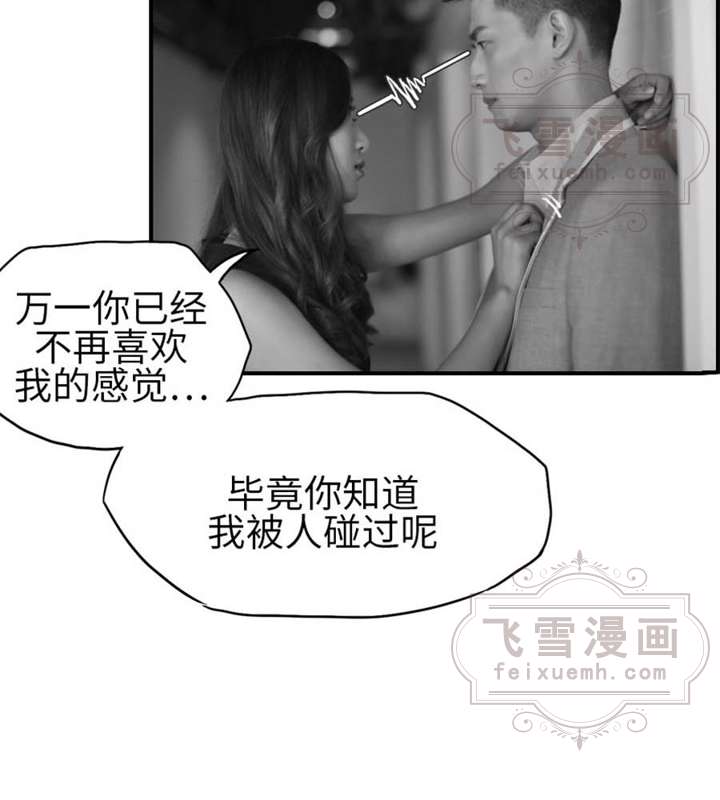 飞雪漫画
feixuemh.com
万一你已经
不再喜欢
我的感觉...
毕竟你知道
我被人碰过呢
飞雪漫画
feixuemh.com